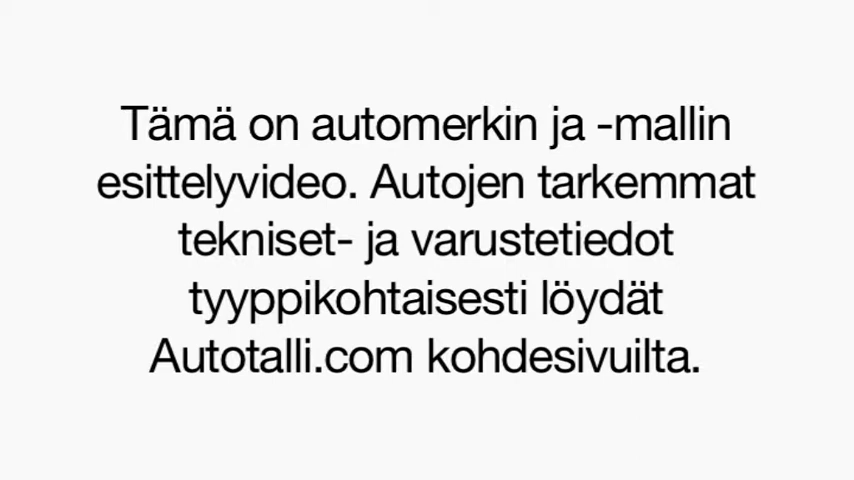 Tämä on automerkin ja -mallin
esittelyvideo. Autojen tarkemmat
tekniset- ja varustetiedot
tyyppikohtaisesti löydät
Autotalli.com kohdesivuilta.